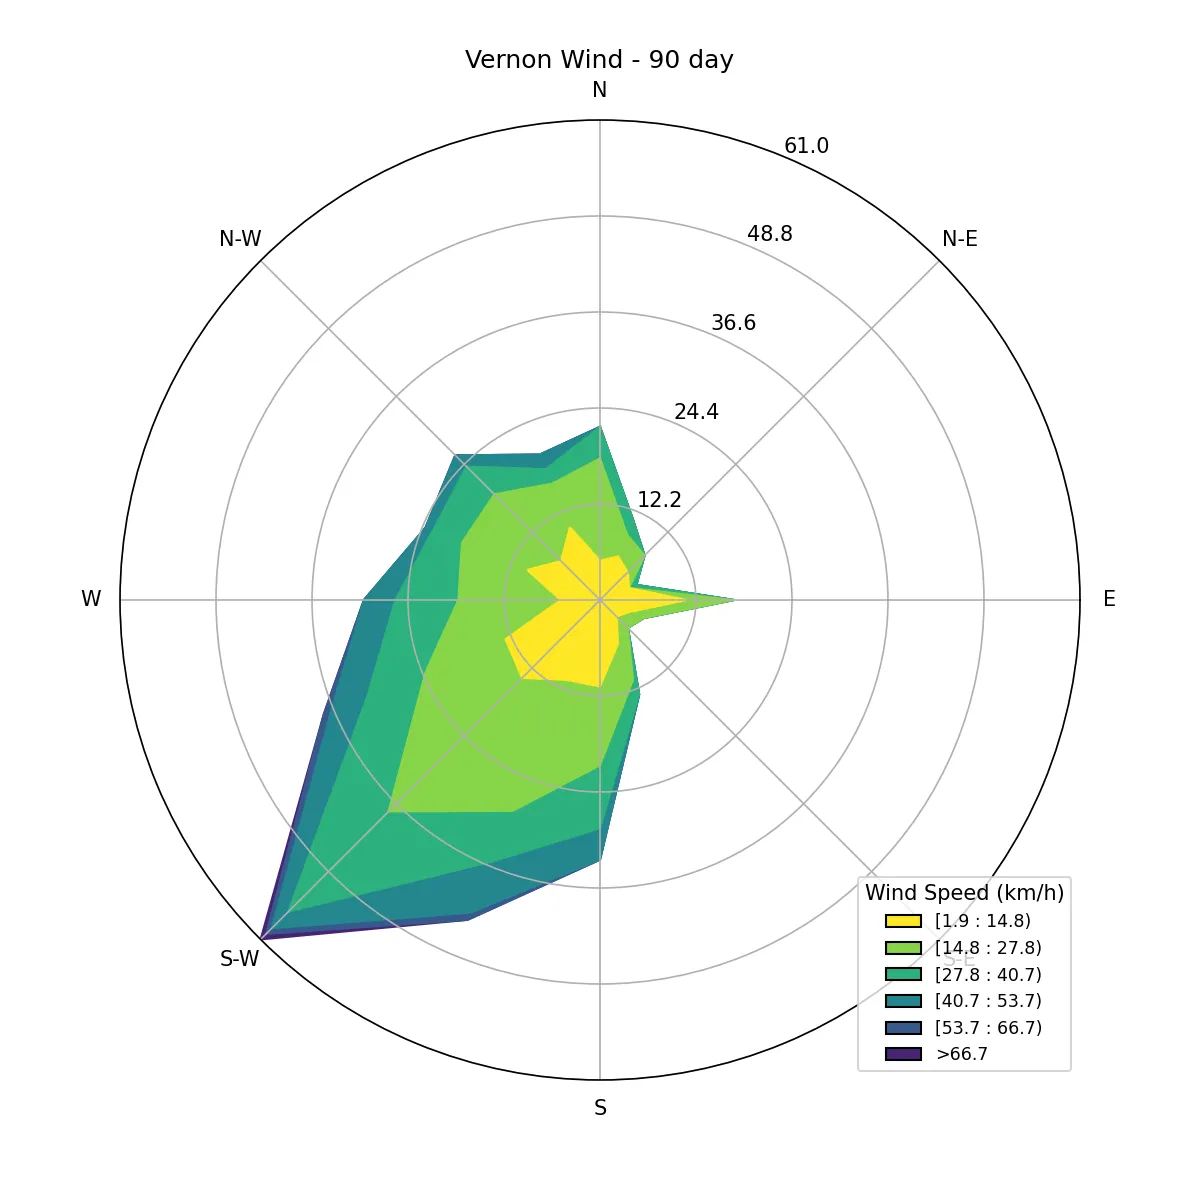 Vernon Wind - 90 day
N
61.0
N-W
48.8
N-E
36.6
24.4
12.2
W
E
Wind Speed (km/h)
[1.9 : 14.8)
[14.8 : 27.8)
S-W
S-E
[27.8 : 40.7)
[40.7 : 53.7)
[53.7 : 66.7)
>66.7
S